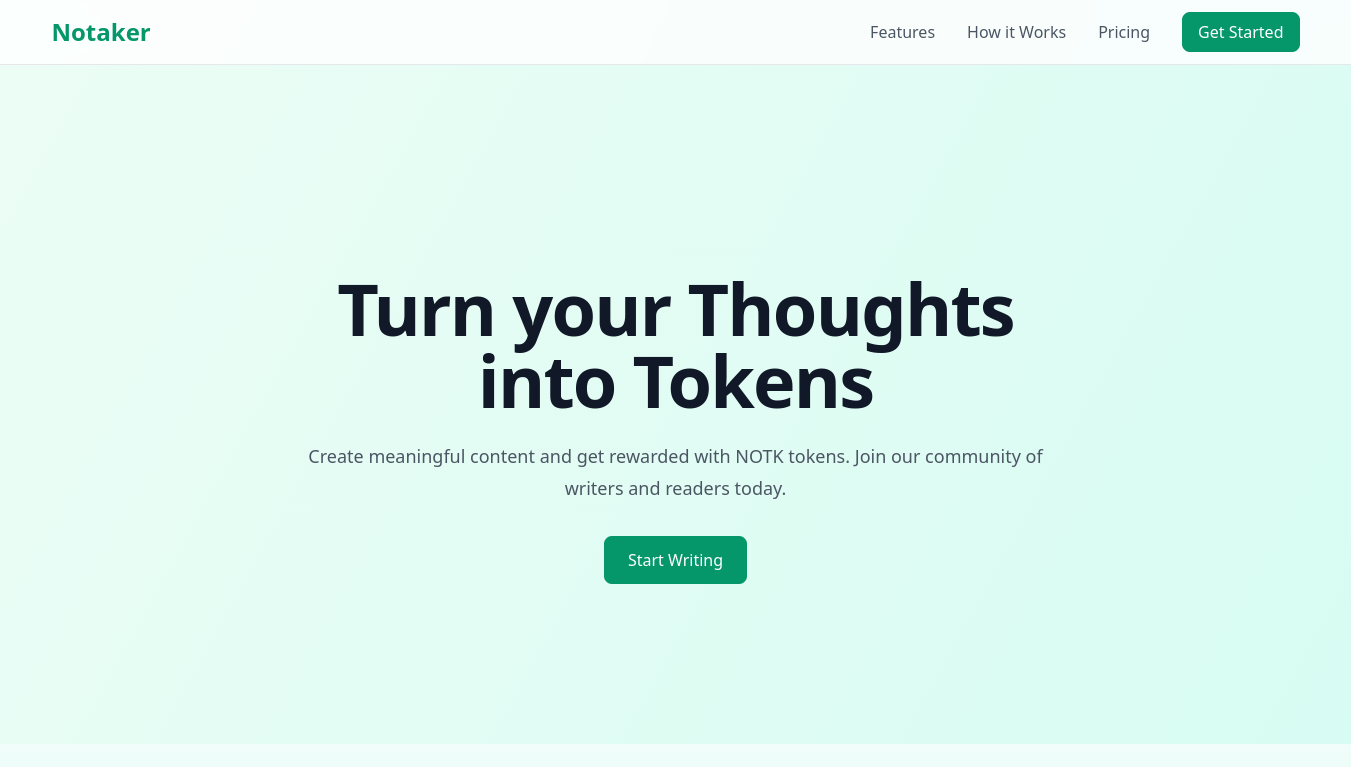 Notaker
Features
How it Works
Pricing
Get Started
Turn your Thoughts
into Tokens
Create meaningful content and get rewarded with NOTK tokens. Join our community of
writers and readers today.
Start Writing